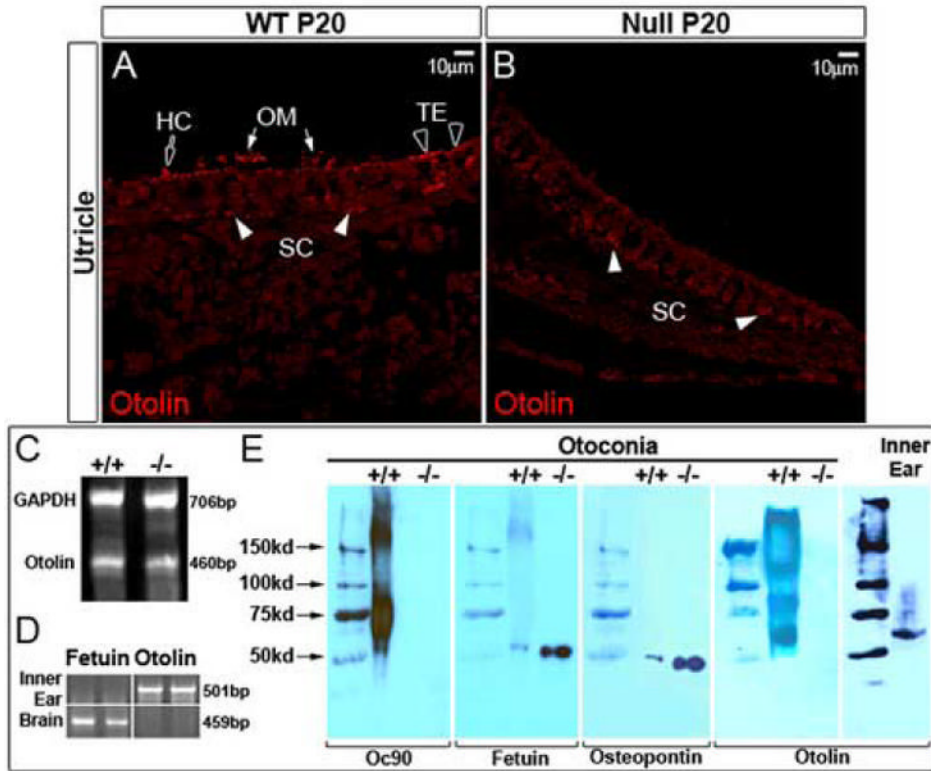 WT P20
Null P20
Utricle
A
10μm
HC
OM
TE
SC
Otolin
B
10μm
SC
Otolin
C
+/+ -/-
GAPDH 706bp
Otolin 460bp
D
Fetuin Otolin
Inner Ear 501bp
Brain 459bp
E
Otoconia
Inner Ear
+/+ -/- +/+ -/- +/+ -/- +/+ -/-
150kd
100kd
75kd
50kd
Oc90 Fetuin Osteopontin Otolin